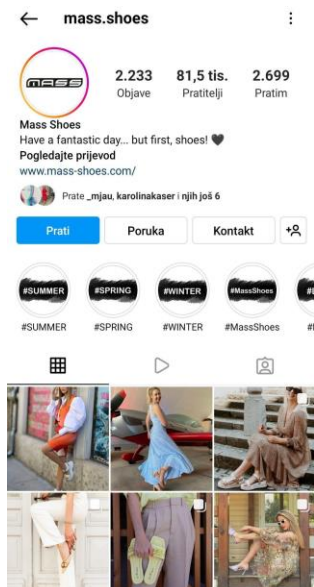 mass.shoes
MASS
2.233 81,5 tis. 2.699
Objave Pratitelji Pratim
Mass Shoes
Have a fantastic day... but first, shoes! 🖤
Pogledajte prijevod
www.mass-shoes.com/
Prate _mjau, karolinakaser i njih još 6
Prati Poruka Kontakt
#SUMMER #SPRING #WINTER #MassShoes
#SUMMER #SPRING #WINTER #MassShoes